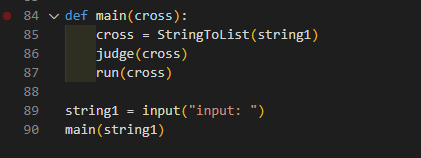 84 def main(cross):
85     cross = StringToList(string1)
86     judge(cross)
87     run(cross)
88
89 string1 = input("input: ")
90 main(string1)